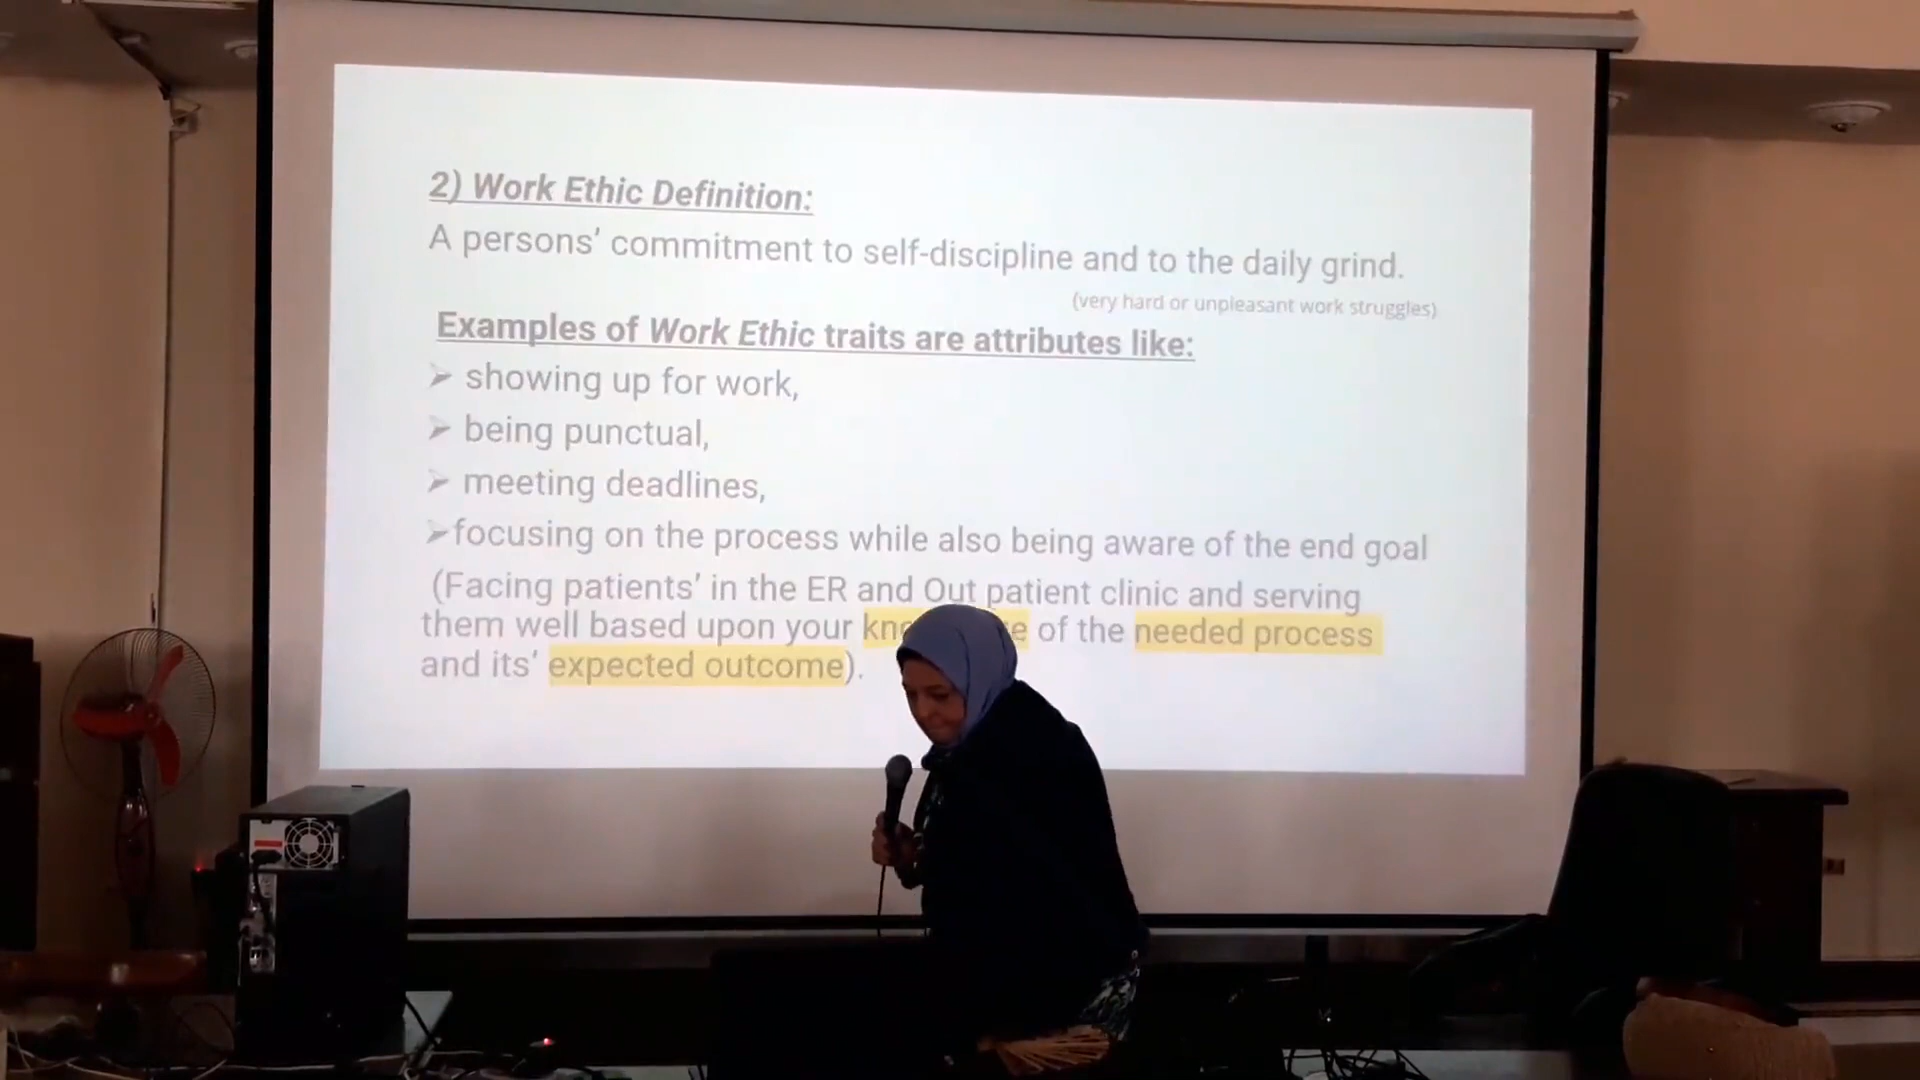 2) Work Ethic Definition:
A persons' commitment to self-discipline and to the daily grind.
(very hard or unpleasant work struggles)
Examples of Work Ethic traits are attributes like:
➢ showing up for work,
➢ being punctual,
➢ meeting deadlines,
➢focusing on the process while also being aware of the end goal
(Facing patients' in the ER and Out patient clinic and serving
them well based upon your of the needed process
and its' expected outcome).